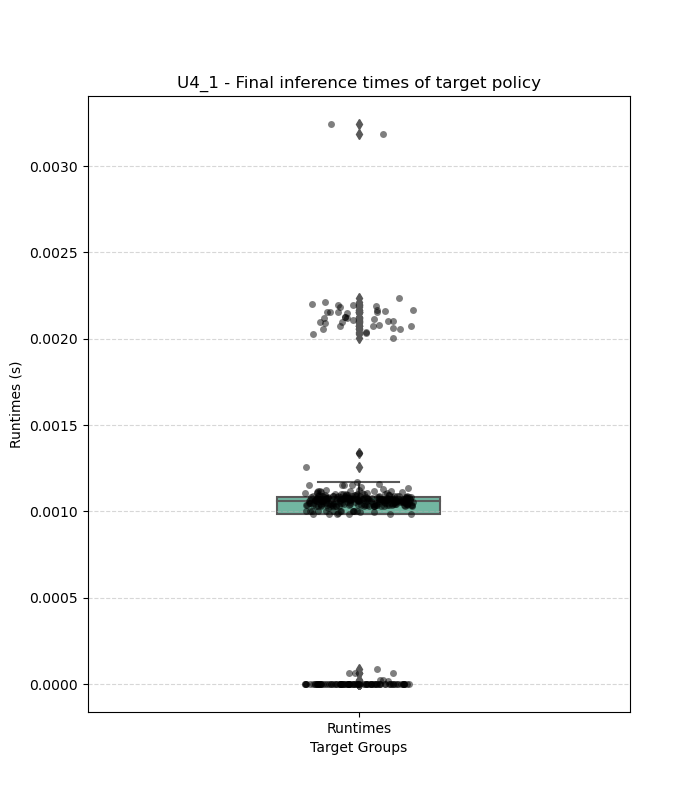 U4_1 - Final inference times of target policy
0.0030
0.0025
0.0020
0.0015
0.0010
0.0005
0.0000
Runtimes (s)
Runtimes
Target Groups